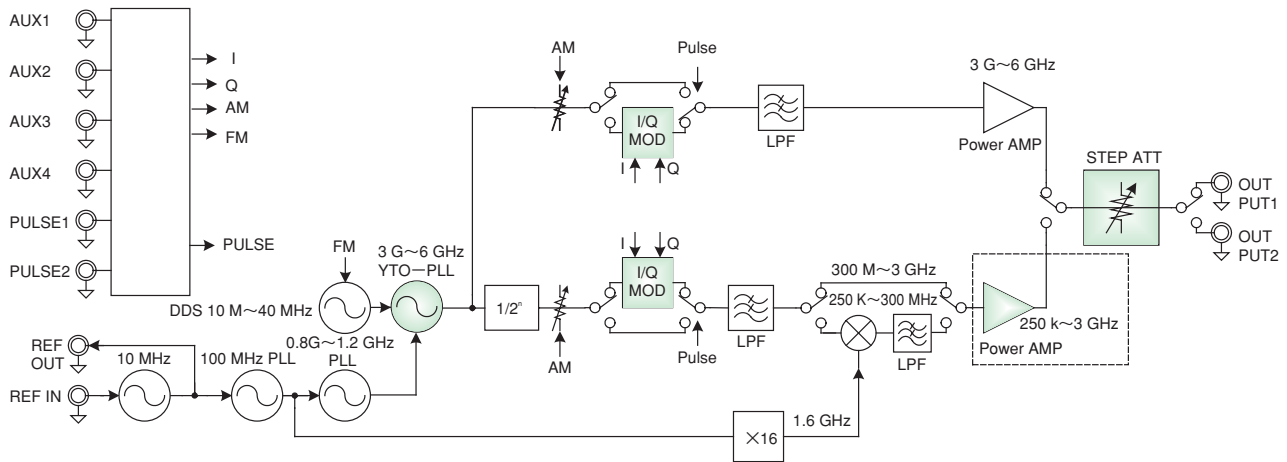 AUX1
AUX2
AUX3
AUX4
PULSE1
PULSE2
I
Q
AM
FM
PULSE
AM
Pulse
I/Q
MOD
I
Q
LPF
3 G～6 GHz
Power AMP
STEP ATT
OUT
PUT1
OUT
PUT2
FM
3 G～6 GHz
YTO－PLL
DDS 10 M～40 MHz
1/2ⁿ
AM
I
Q
I/Q
MOD
Pulse
LPF
300 M～3 GHz
250 K～300 MHz
LPF
250 k～3 GHz
Power AMP
REF
OUT
REF IN
10 MHz
100 MHz PLL
0.8G～1.2 GHz
PLL
×16
1.6 GHz